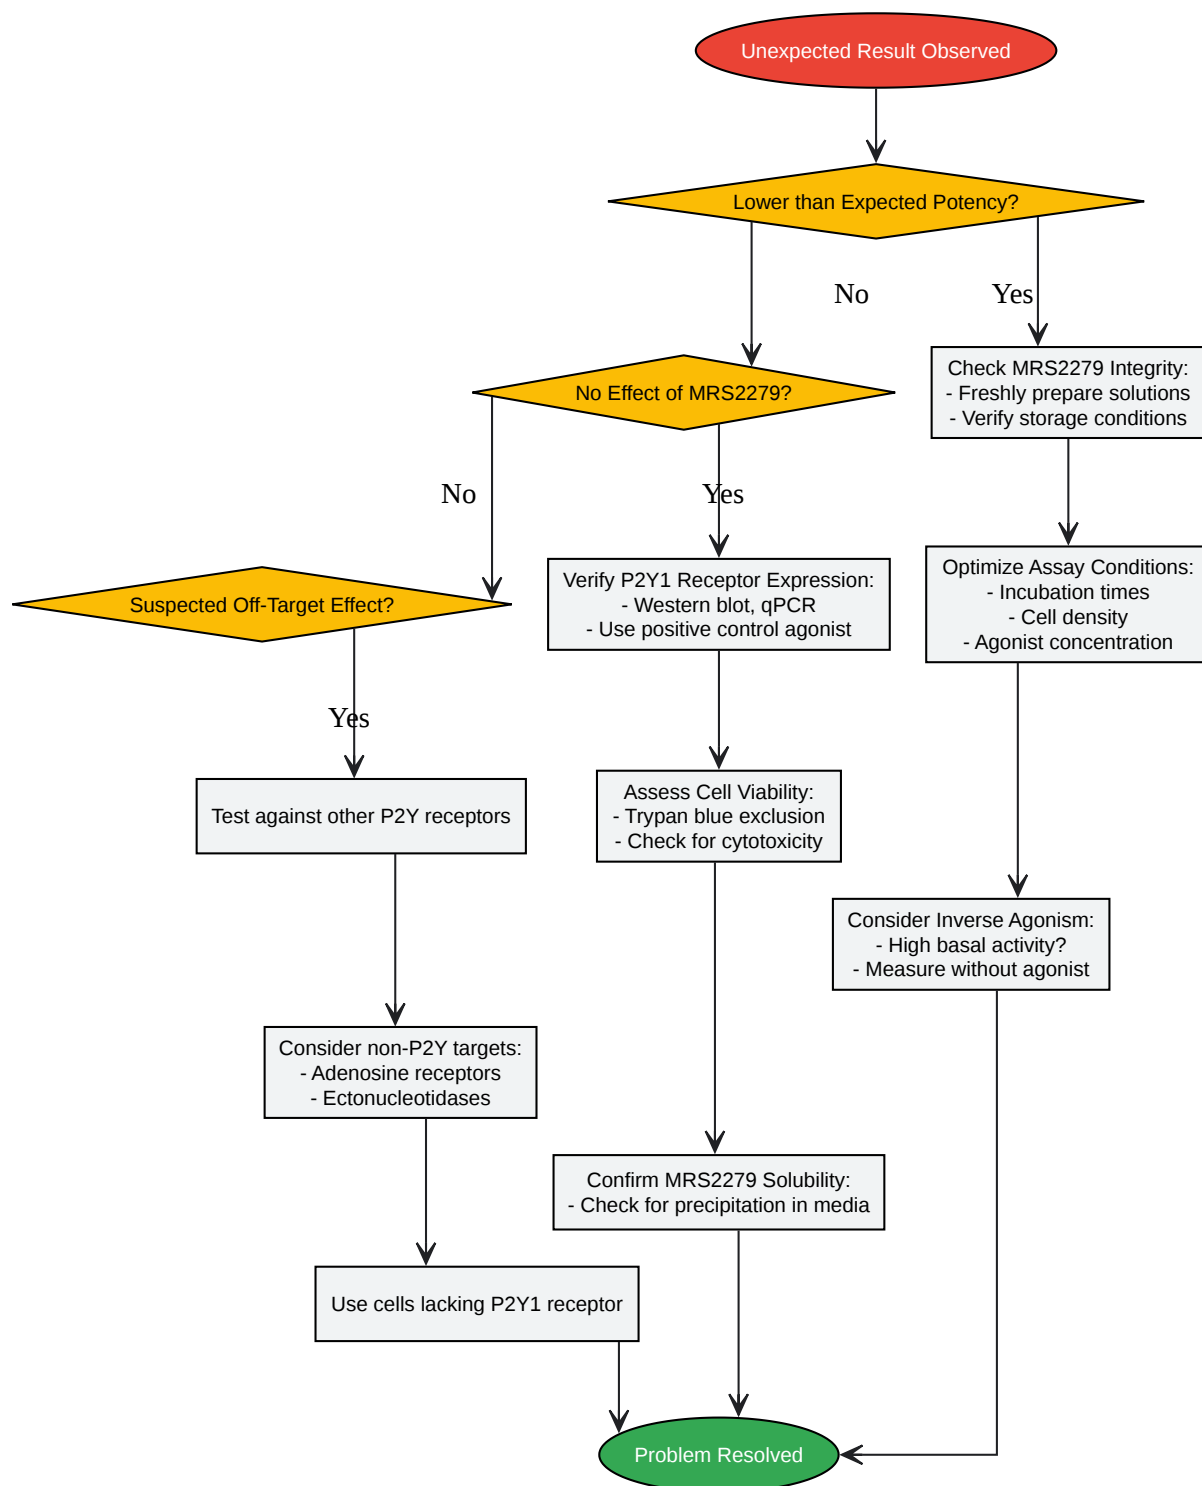 Unexpected Result Observed
Lower than Expected Potency?
No
Yes
Check MRS2279 Integrity:
- Freshly prepare solutions
- Verify storage conditions
No Effect of MRS2279?
No
Yes
Optimize Assay Conditions:
- Incubation times
- Cell density
- Agonist concentration
Verify P2Y1 Receptor Expression:
- Western blot, qPCR
- Use positive control agonist
Suspected Off-Target Effect?
Yes
Test against other P2Y receptors
Assess Cell Viability:
- Trypan blue exclusion
- Check for cytotoxicity
Consider Inverse Agonism:
- High basal activity?
- Measure without agonist
Consider non-P2Y targets:
- Adenosine receptors
- Ectonucleotidases
Confirm MRS2279 Solubility:
- Check for precipitation in media
Use cells lacking P2Y1 receptor
Problem Resolved